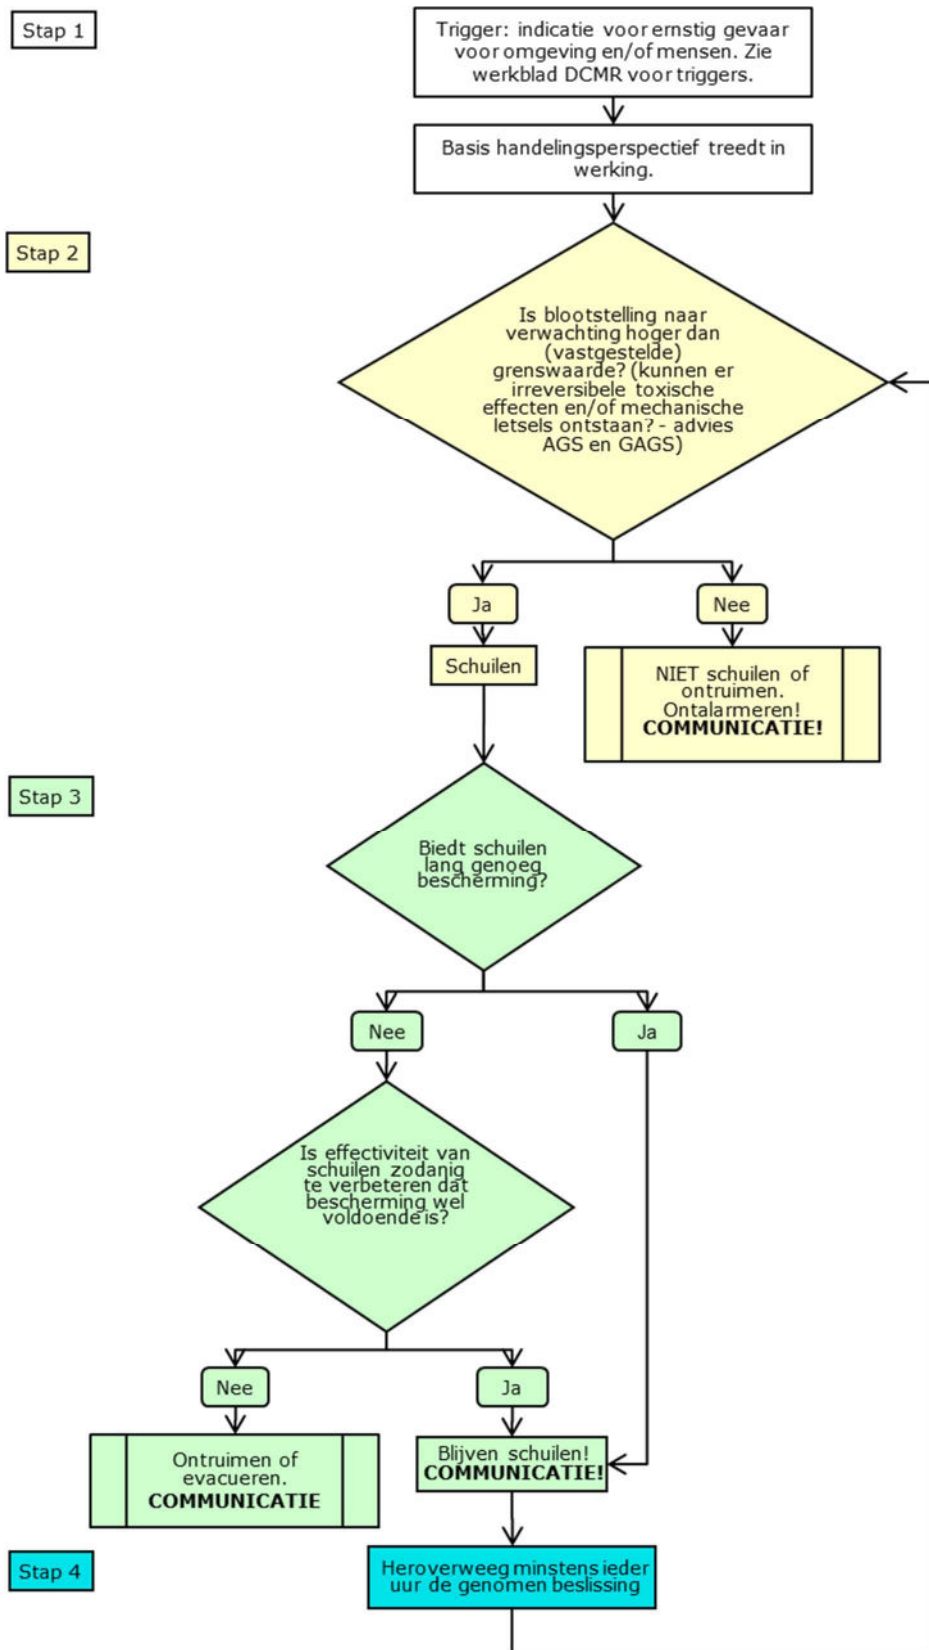 Stap 1
Trigger: indicatie voor ernstig gevaar
voor omgeving en/of mensen. Zie
werkblad DCMR voor triggers.
Basis handelingsperspectief treedt in
werking.
Stap 2
Is blootstelling naar
verwachting hoger dan
(vastgestelde)
grenswaarde? (kunnen er
irreversibele toxische
effecten en/of mechanische
letsels ontstaan? - advies
AGS en GAGS)
Ja
Nee
Schuilen
NIET schuilen of
ontruimen.
Ontalarmeren!
COMMUNICATIE!
Stap 3
Biedt schuilen
lang genoeg
bescherming?
Nee
Ja
Is effectiviteit van
schuilen zodanig
te verbeteren dat
bescherming wel
voldoende is?
Nee
Ja
Ontruimen of
evacueren.
COMMUNICATIE
Blijven schuilen!
COMMUNICATIE!
Stap 4
Heroverweeg minstens ieder
uur de genomen beslissing